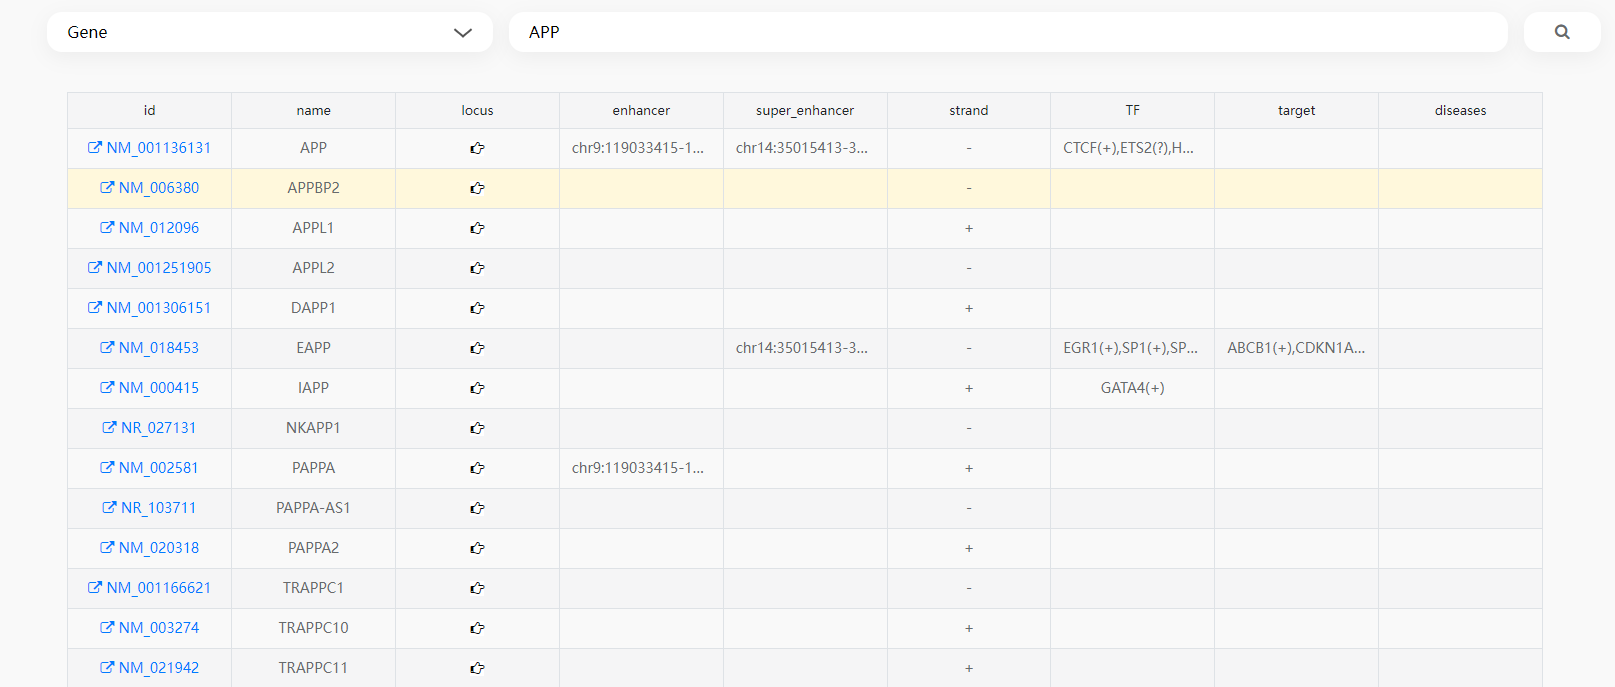 Gene APP
id name locus enhancer super_enhancer strand TF target diseases
NM_001136131 APP chr9:119033415-1... chr14:35015413-3... - CTCF(+),ETS2(?),H...
NM_006380 APPBP2 -
NM_012096 APPL1 +
NM_001251905 APPL2 -
NM_001306151 DAPP1 +
NM_018453 EAPP chr14:35015413-3... - EGR1(+),SP1(+),SP... ABCB1(+),CDKN1A...
NM_000415 IAPP + GATA4(+)
NR_027131 NKAPP1 -
NM_002581 PAPPA chr9:119033415-1... +
NR_103711 PAPPA-AS1 -
NM_020318 PAPPA2 +
NM_001166621 TRAPPC1 -
NM_003274 TRAPPC10 +
NM_021942 TRAPPC11 +